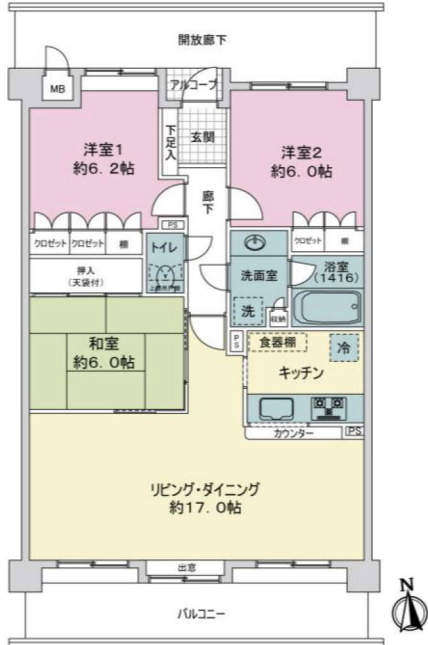 開放廊下
MB
アルコーブ
洋室1
約6.2帖
下足入
玄関
洋室2
約6.0帖
廊下
PS
クロゼット
クロゼット
棚
トイレ
クロゼット
棚
押入
(天袋付)
洗面室
浴室
(1416)
洗
収納
和室
約6.0帖
PS
食器棚
冷
キッチン
カウンター
PS
リビング・ダイニング
約17.0帖
出窓
バルコニー
N